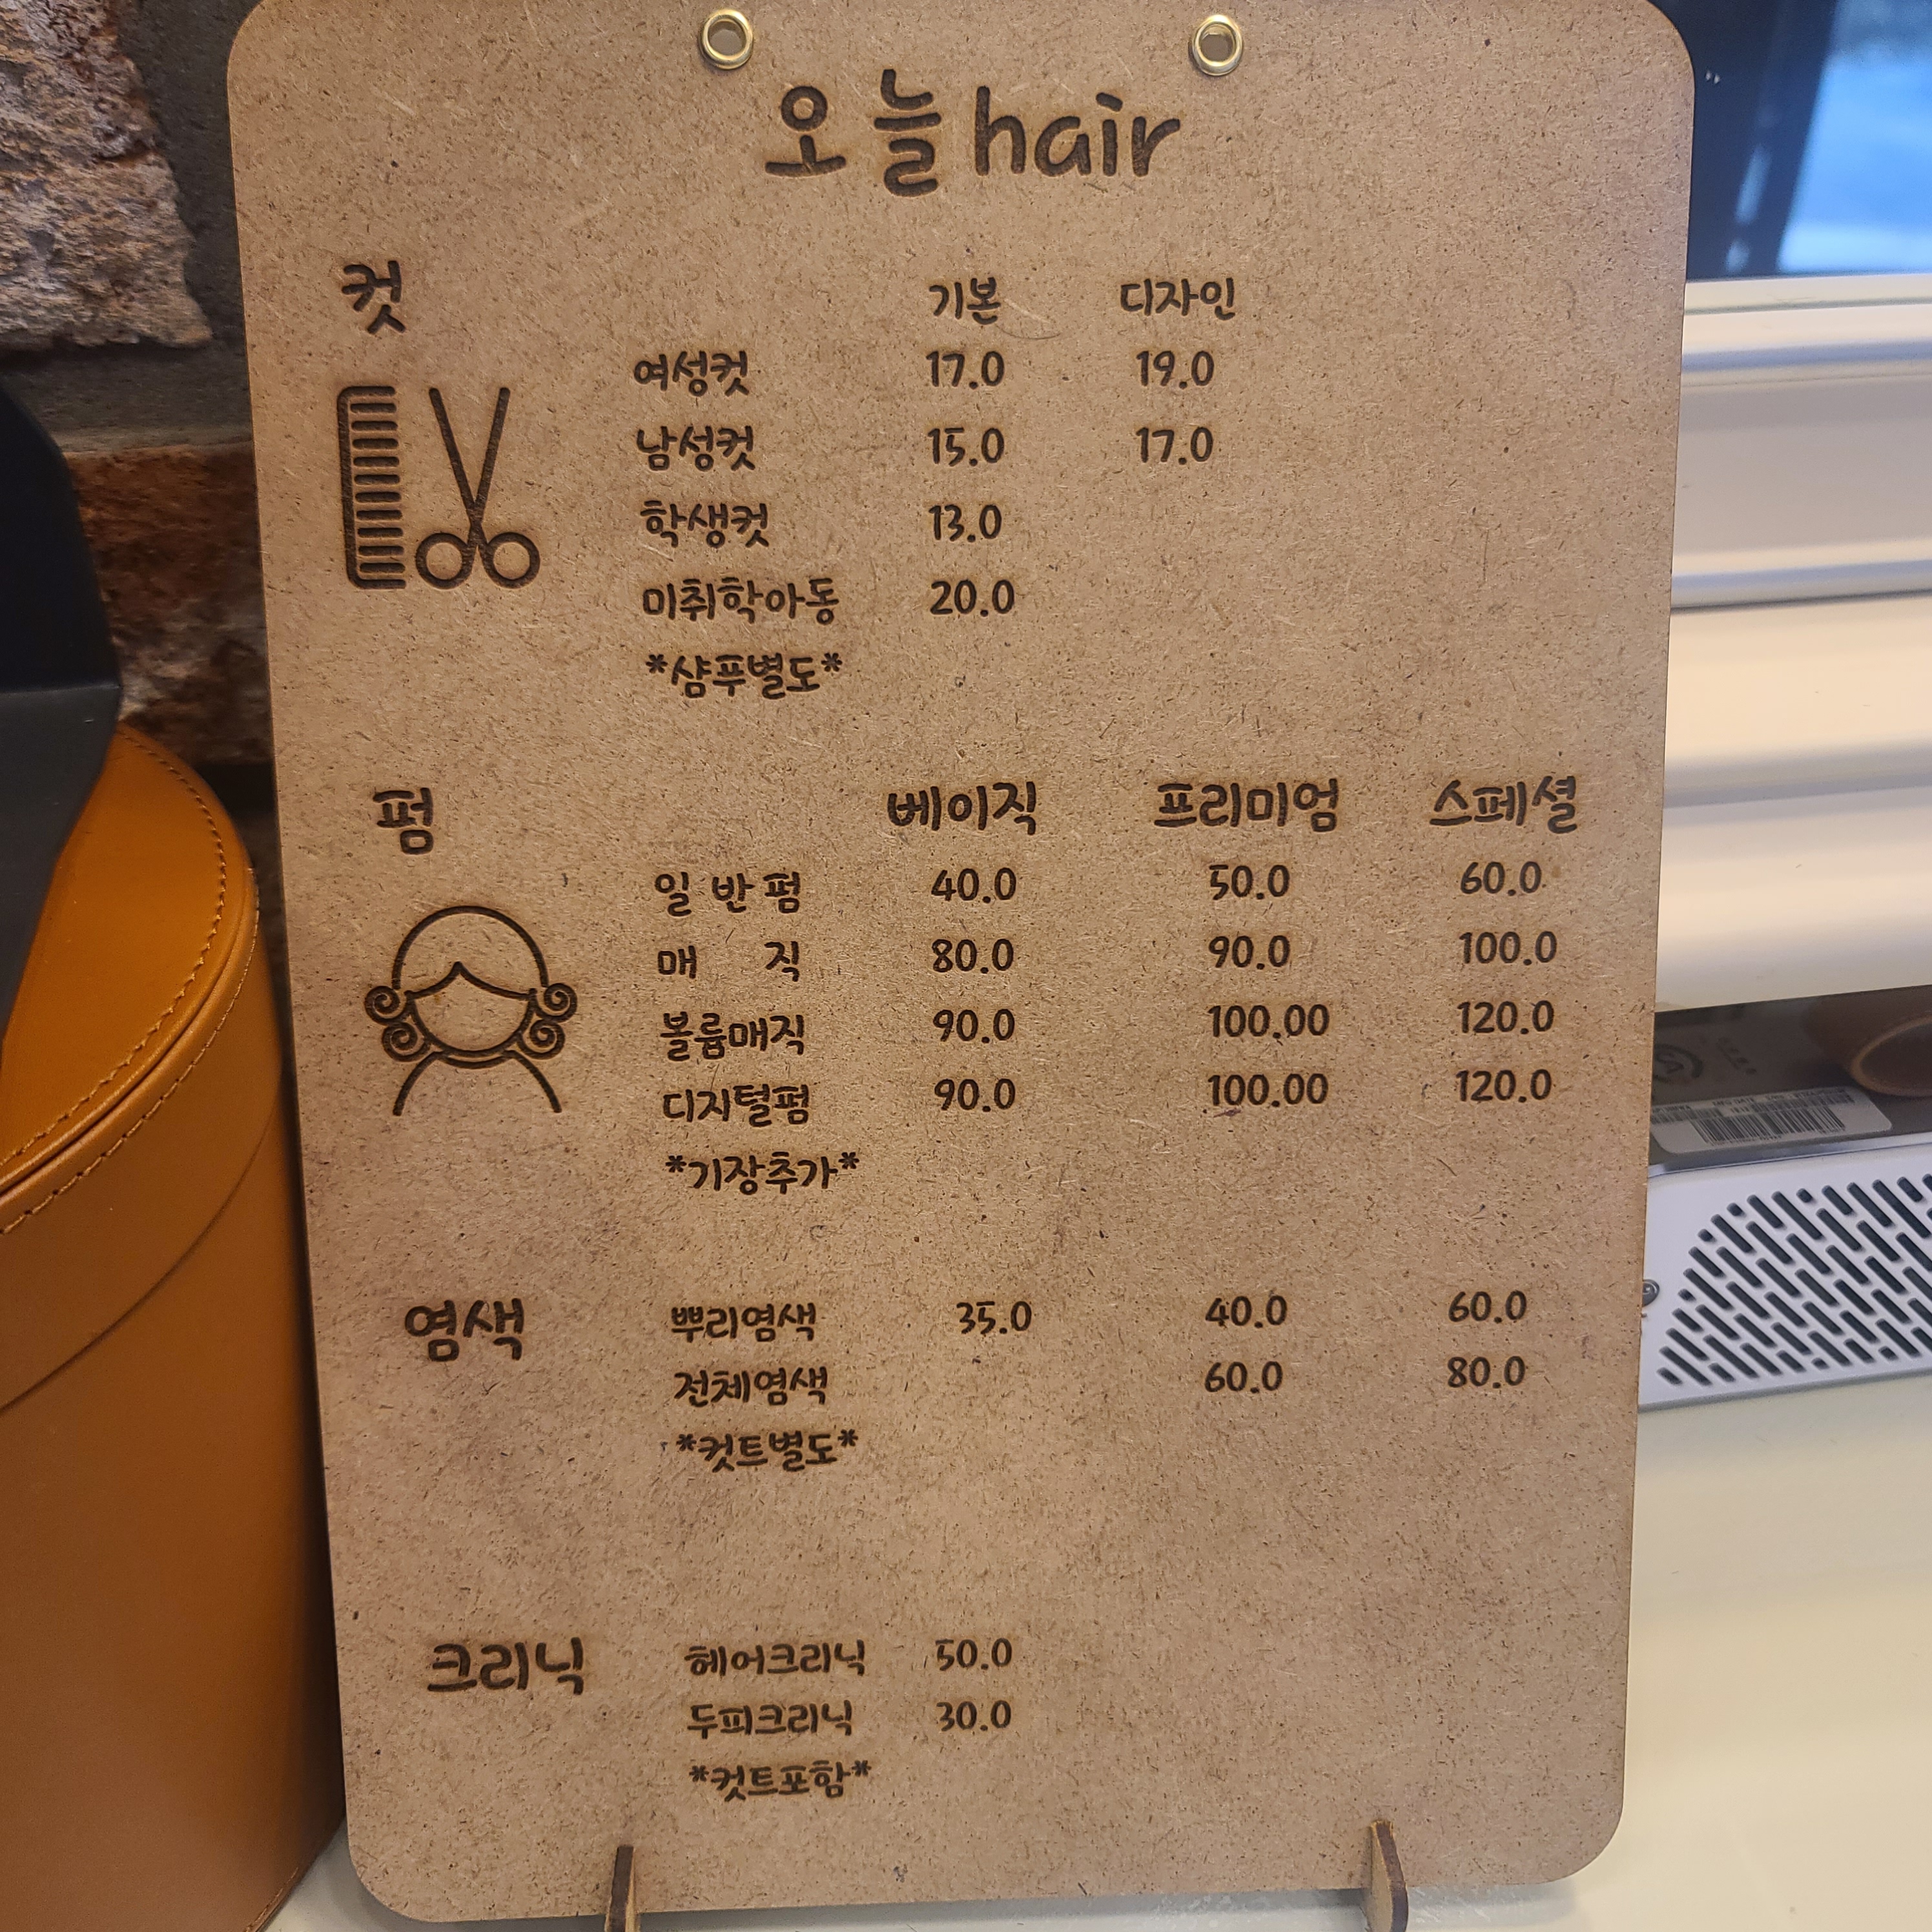 오늘hair
컷 기본 디자인
여성컷 17.0 19.0
남성컷 15.0 17.0
학생컷 13.0
미취학아동 20.0
*샴푸별도*
펌 베이직 프리미엄 스페셜
일 반 펌 40.0 50.0 60.0
매 직 80.0 90.0 100.0
볼륨매직 90.0 100.00 120.0
디지털펌 90.0 100.00 120.0
*기장추가*
염색 뿌리염색 35.0 40.0 60.0
전체염색 60.0 80.0
*컷트별도*
크리닉 헤어크리닉 50.0
두피크리닉 30.0
*컷트포함*